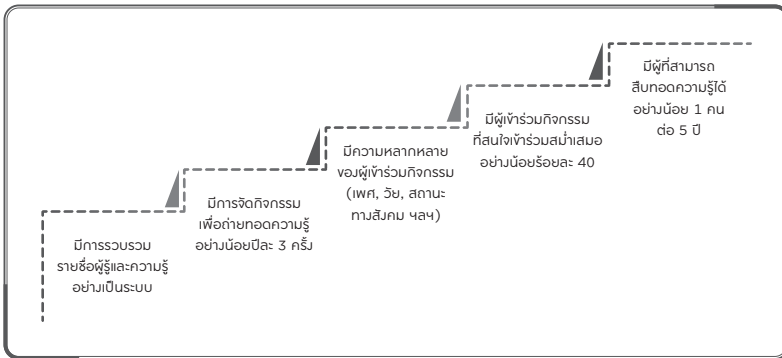 มีการรวบรวม
รายชื่อผู้รู้และความรู้
อย่างเป็นระบบ
มีการจัดกิจกรรม
เพื่อถ่ายทอดความรู้
อย่างน้อยปีละ 3 ครั้ง
มีความหลากหลาย
ของผู้เข้าร่วมกิจกรรม
(เพศ, วัย, สถานะ
ทางสังคม ฯลฯ)
มีผู้เข้าร่วมกิจกรรม
ที่สนใจเข้าร่วมสม่ำเสมอ
อย่างน้อยร้อยละ 40
มีผู้ที่สามารถ
สืบทอดความรู้ได้
อย่างน้อย 1 คน
ต่อ 5 ปี